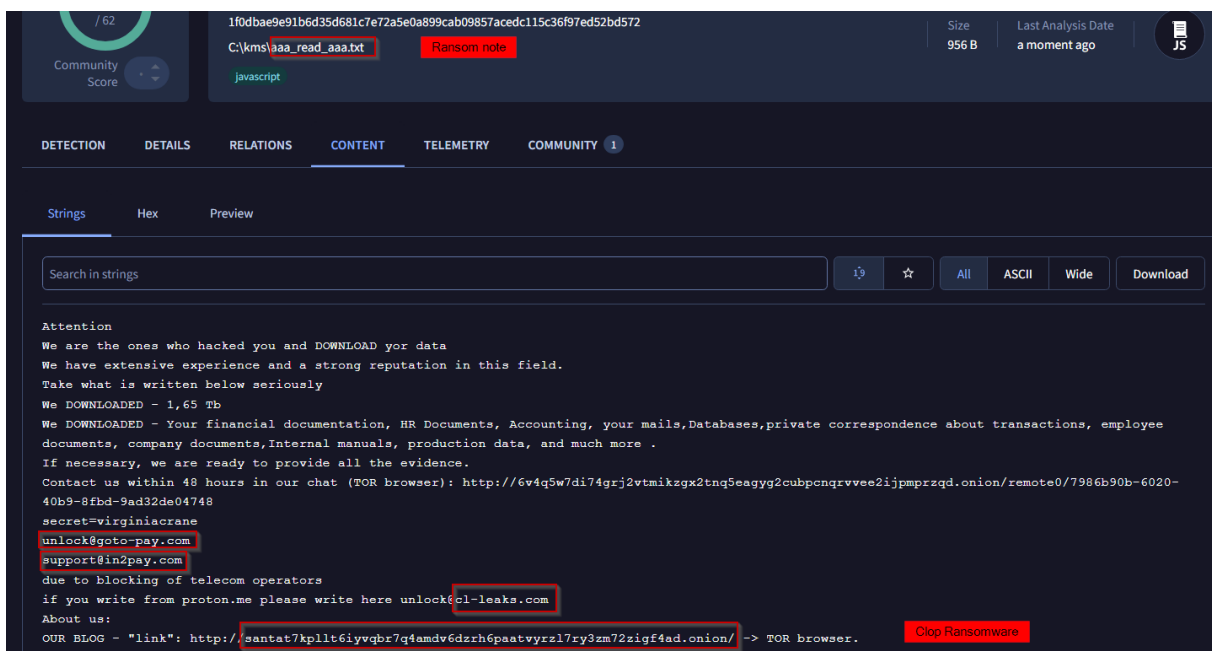 / 62
1f0dbae9e91b6d35d681c7e72a5e0a899cab09857acedc115c36f97ed52bd572
C:\kms\aaa_read_aaa.txt
Ransom note
Size
956 B
Last Analysis Date
a moment ago
JS
Community
Score
javascript
DETECTION DETAILS RELATIONS CONTENT TELEMETRY COMMUNITY 1
Strings Hex Preview
Search in strings
All ASCII Wide Download
Attention
We are the ones who hacked you and DOWNLOAD yor data
We have extensive experience and a strong reputation in this field.
Take what is written below seriously
We DOWNLOADED - 1,65 Tb
We DOWNLOADED - Your financial documentation, HR Documents, Accounting, your mails,Databases,private correspondence about transactions, employee
documents, company documents,Internal manuals, production data, and much more .
If necessary, we are ready to provide all the evidence.
Contact us within 48 hours in our chat (TOR browser): http://6v4q5w7di74grj2vtmikzgx2tnq5eagyg2cubpcnqrvvee2ijpmprzqd.onion/remote0/7986b90b-6020-
40b9-8fbd-9ad32de04748
secret=virginiacrane
unlock@goto-pay.com
support@in2pay.com
due to blocking of telecom operators
if you write from proton.me please write here unlock@cl-leaks.com
About us:
OUR BLOG - "link": http://santat7kpllt6iyvqbr7q4amdv6dzrh6paatvyrzl7ry3zm72zigf4ad.onion/ -> TOR browser.
Clop Ransomware